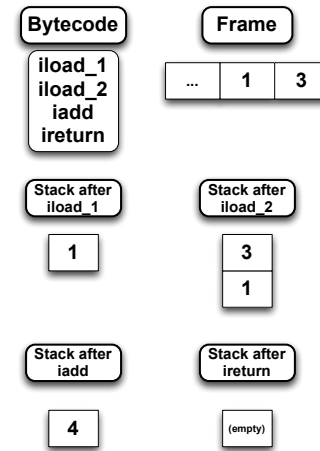 Bytecode
iload_1
iload_2
iadd
ireturn
Frame
... 1 3
Stack after
iload_1
1
Stack after
iload_2
3
1
Stack after
iadd
4
Stack after
ireturn
(empty)